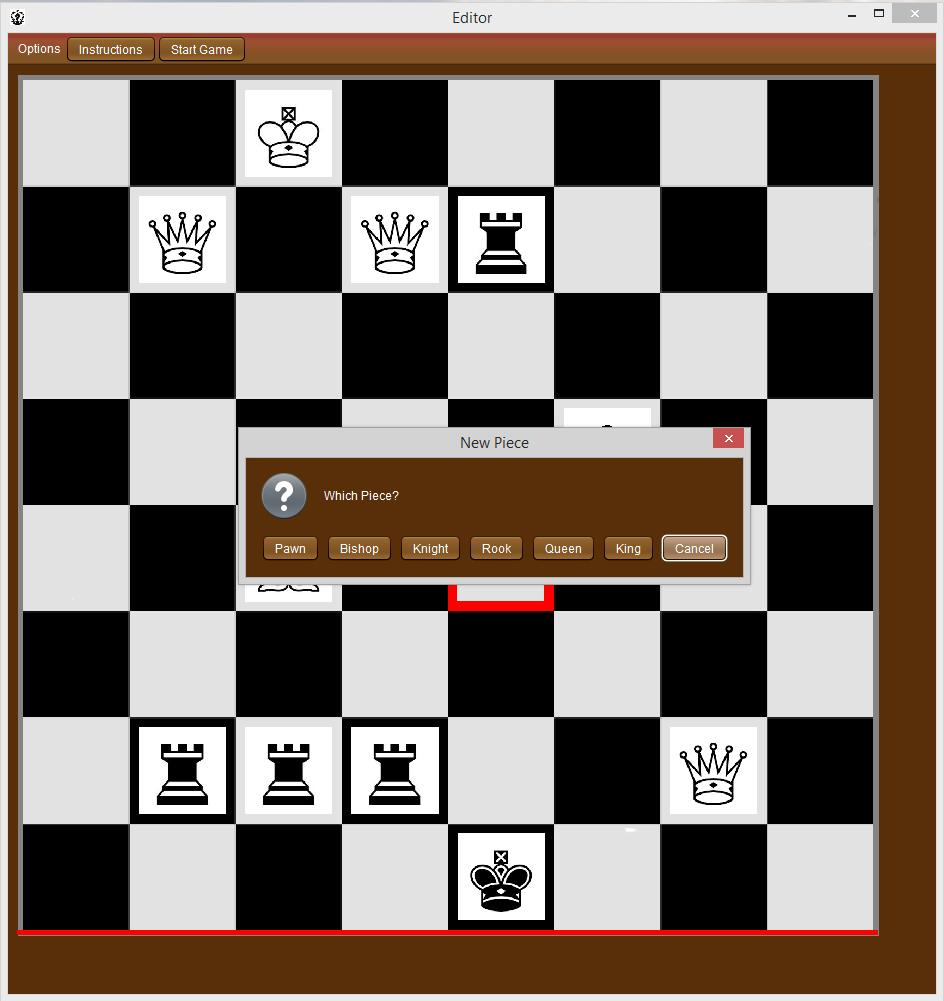 Editor
Options Instructions Start Game
New Piece
Which Piece?
Pawn Bishop Knight Rook Queen King Cancel